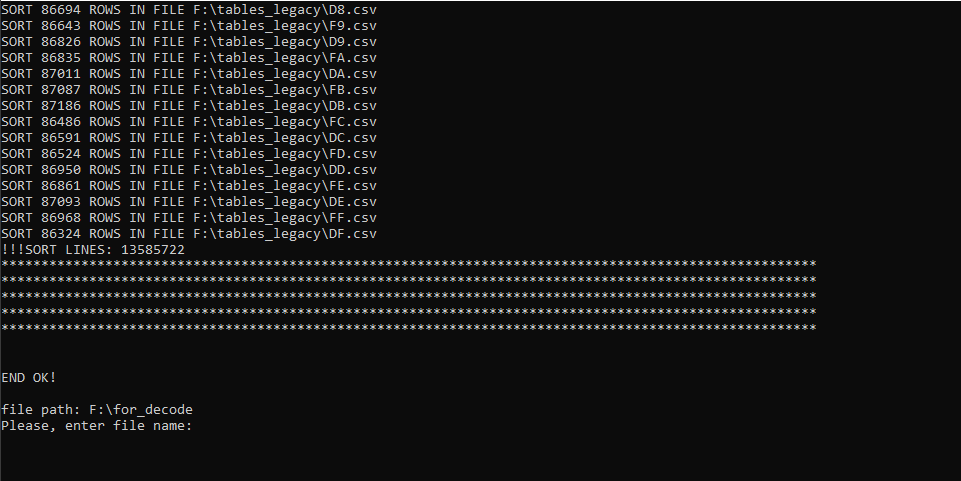 SORT 86694 ROWS IN FILE F:\tables_legacy\D8.csv
SORT 86643 ROWS IN FILE F:\tables_legacy\F9.csv
SORT 86826 ROWS IN FILE F:\tables_legacy\D9.csv
SORT 86835 ROWS IN FILE F:\tables_legacy\FA.csv
SORT 87011 ROWS IN FILE F:\tables_legacy\DA.csv
SORT 87087 ROWS IN FILE F:\tables_legacy\FB.csv
SORT 87186 ROWS IN FILE F:\tables_legacy\DB.csv
SORT 86486 ROWS IN FILE F:\tables_legacy\FC.csv
SORT 86591 ROWS IN FILE F:\tables_legacy\DC.csv
SORT 86524 ROWS IN FILE F:\tables_legacy\FD.csv
SORT 86950 ROWS IN FILE F:\tables_legacy\DD.csv
SORT 86861 ROWS IN FILE F:\tables_legacy\FE.csv
SORT 87093 ROWS IN FILE F:\tables_legacy\DE.csv
SORT 86968 ROWS IN FILE F:\tables_legacy\FF.csv
SORT 86324 ROWS IN FILE F:\tables_legacy\DF.csv
!!!SORT LINES: 13585722
******************************************************************************************************
******************************************************************************************************
******************************************************************************************************
******************************************************************************************************
******************************************************************************************************
END OK!
file path: F:\for_decode
Please, enter file name: